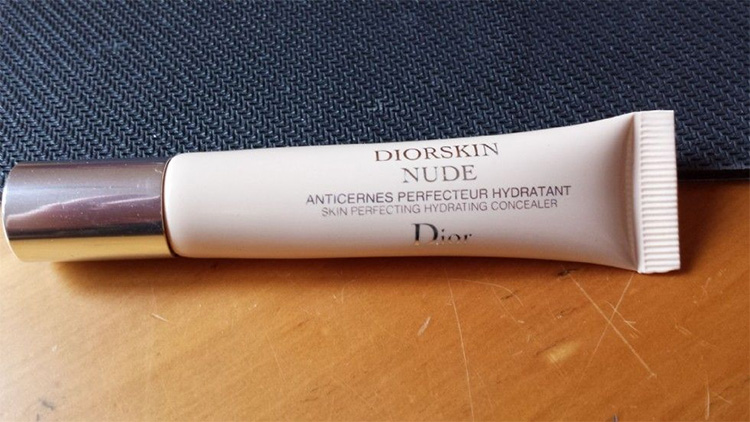 DIORSKIN
NUDE
ANTICERNES PERFECTEUR HYDRATANT
SKIN PERFECTING HYDRATING CONCEALER
Dior